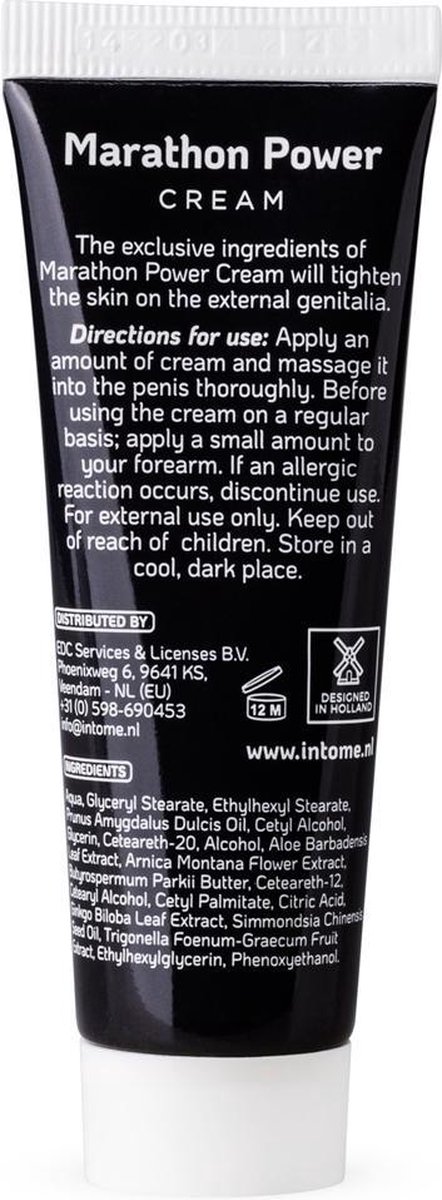 Marathon Power
CREAM
The exclusive ingredients of
Marathon Power Cream will tighten
the skin on the external genitalia.
Directions for use: Apply an
amount of cream and massage it
into the penis thoroughly. Before
using the cream on a regular
basis; apply a small amount to
your forearm. If an allergic
reaction occurs, discontinue use.
For external use only. Keep out
of reach of children. Store in a
cool, dark place.
DISTRIBUTED BY
EDC Services & Licenses B.V.
Phoenixweg 6, 9641 KS,
Veendam - NL (EU)
+31 (0) 598-690453
info@intome.nl
12 M
DESIGNED
IN HOLLAND
www.intome.nl
INGREDIENTS
Aqua, Glyceryl Stearate, Ethylhexyl Stearate,
Prunus Amygdalus Dulcis Oil, Cetyl Alcohol,
Glycerin, Ceteareth-20, Alcohol, Aloe Barbadensis
Leaf Extract, Arnica Montana Flower Extract,
Butyrospermum Parkii Butter, Ceteareth-12,
Cetearyl Alcohol, Cetyl Palmitate, Citric Acid,
Ginkgo Biloba Leaf Extract, Simmondsia Chinensis
Seed Oil, Trigonella Foenum-Graecum Fruit
Extract, Ethylhexylglycerin, Phenoxyethanol.